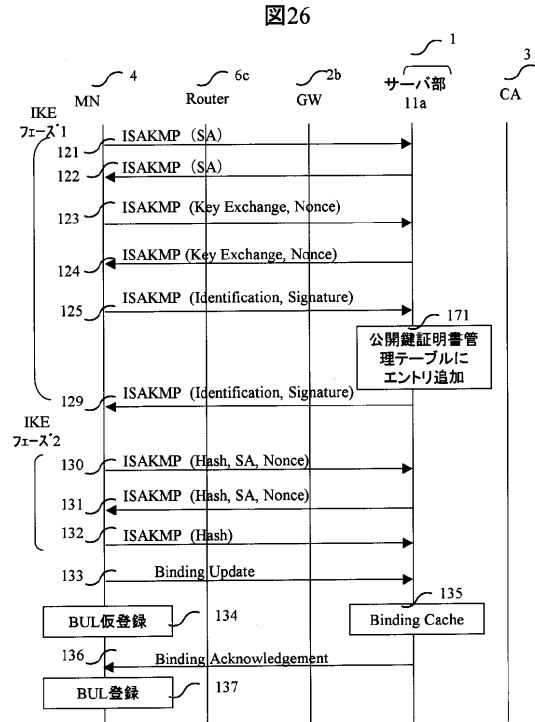 図26
1
4
6c
2b
3
MN
Router
GW
サーバ部
11a
CA
IKE
フェーズ1
121 ISAKMP (SA)
122 ISAKMP (SA)
123 ISAKMP (Key Exchange, Nonce)
124 ISAKMP (Key Exchange, Nonce)
125 ISAKMP (Identification, Signature)
171
公開鍵証明書管
理テーブルに
エントリ追加
129 ISAKMP (Identification, Signature)
IKE
フェーズ2
130 ISAKMP (Hash, SA, Nonce)
131 ISAKMP (Hash, SA, Nonce)
132 ISAKMP (Hash)
133 Binding Update
135
BUL仮登録 134
Binding Cache
136 Binding Acknowledgement
BUL登録 137